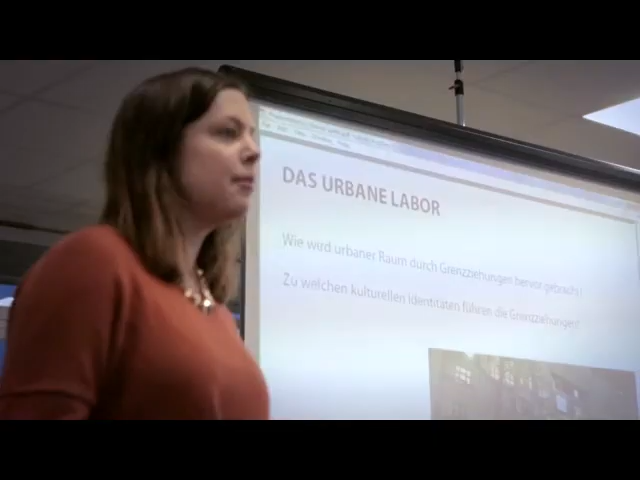 DAS URBANE LABOR
Wie wird urbaner Raum durch Grenzziehungen hervor gebracht?
Zu welchen kulturellen Identitäten führen die Grenzziehungen?